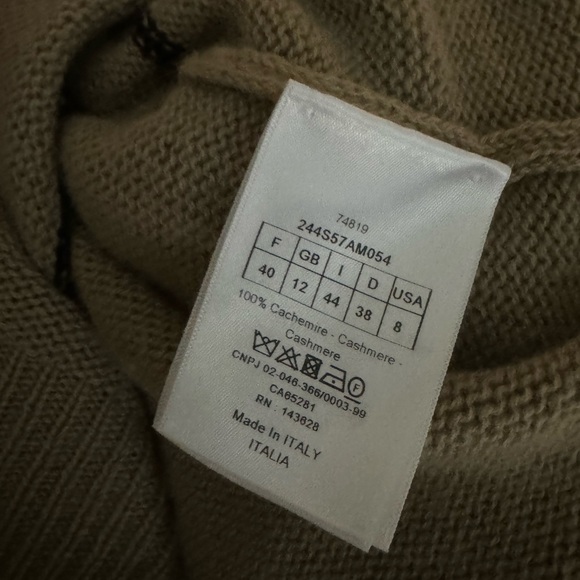 74819
244S57AM054
F GB I D USA
40 12 44 38 8
100% Cachemire - Cashmere -
Cashmere
F
CNPJ 02-046-366/0003-99
CA65281
RN : 143828
Made In ITALY
ITALIA